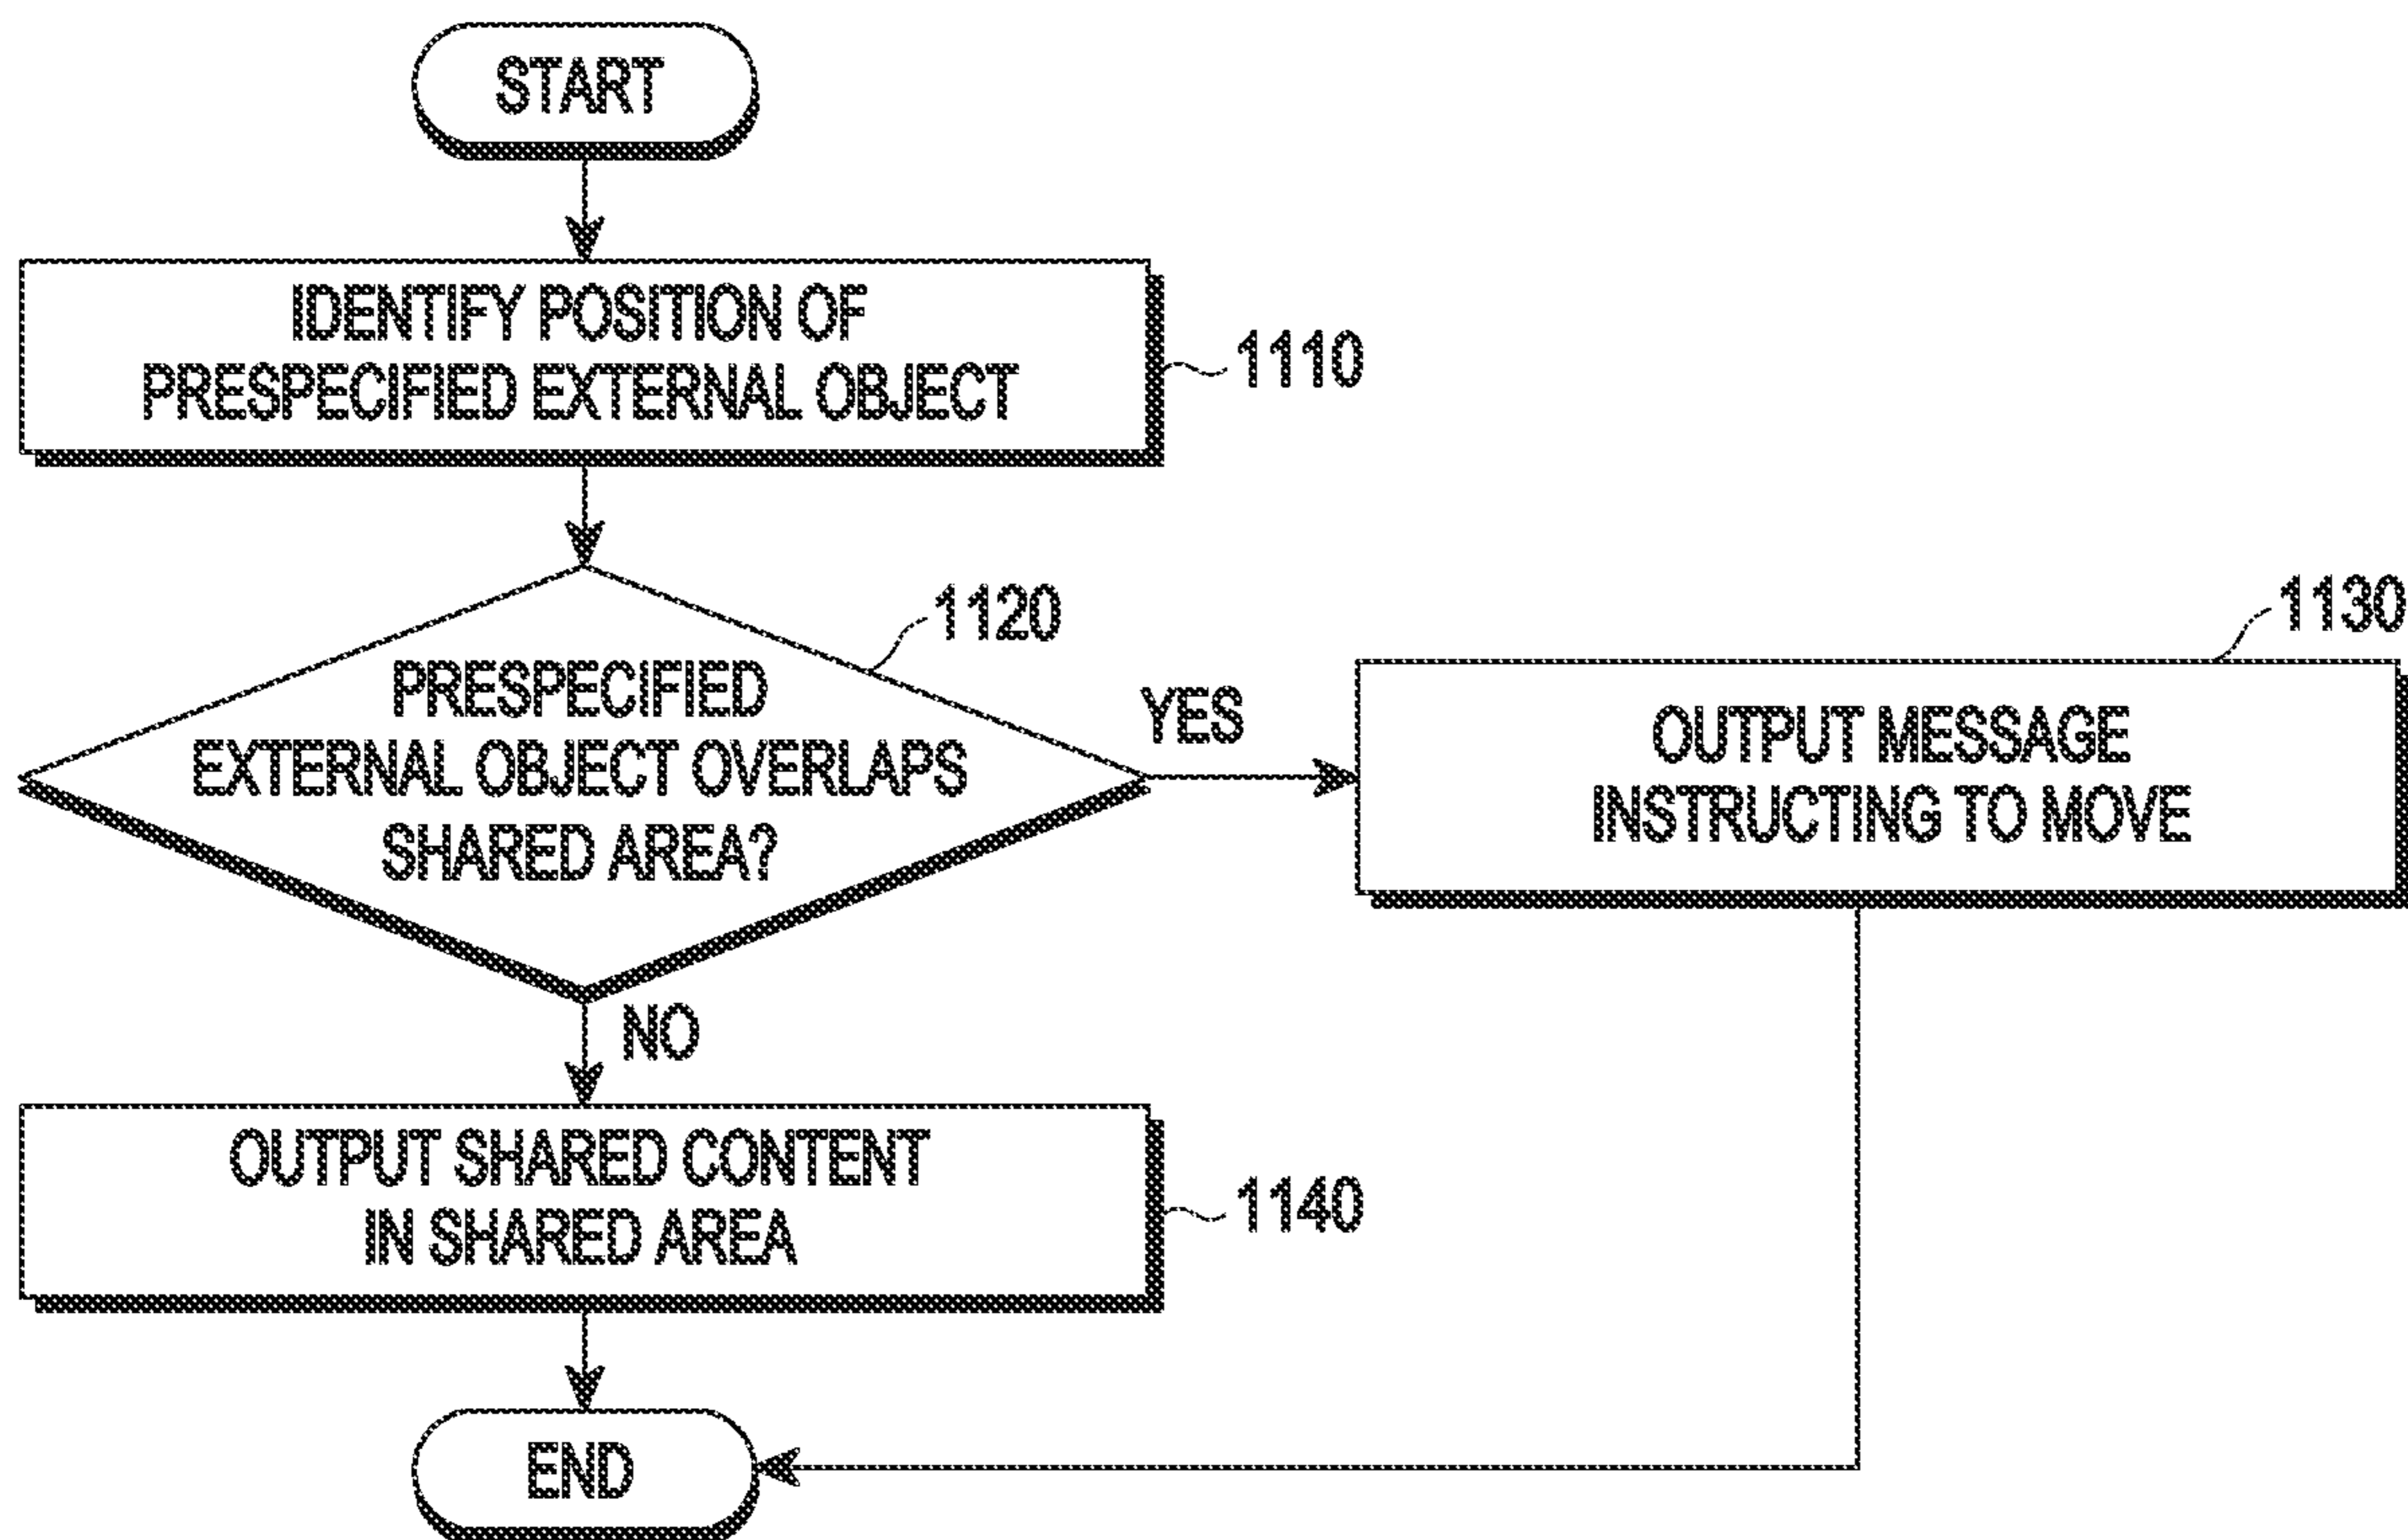 START
IDENTIFY POSITION OF
PRESPECIFIED EXTERNAL OBJECT
1110
1120
PRESPECIFIED
EXTERNAL OBJECT OVERLAPS
SHARED AREA?
YES
1130
OUTPUT MESSAGE
INSTRUCTING TO MOVE
NO
OUTPUT SHARED CONTENT
IN SHARED AREA
1140
END